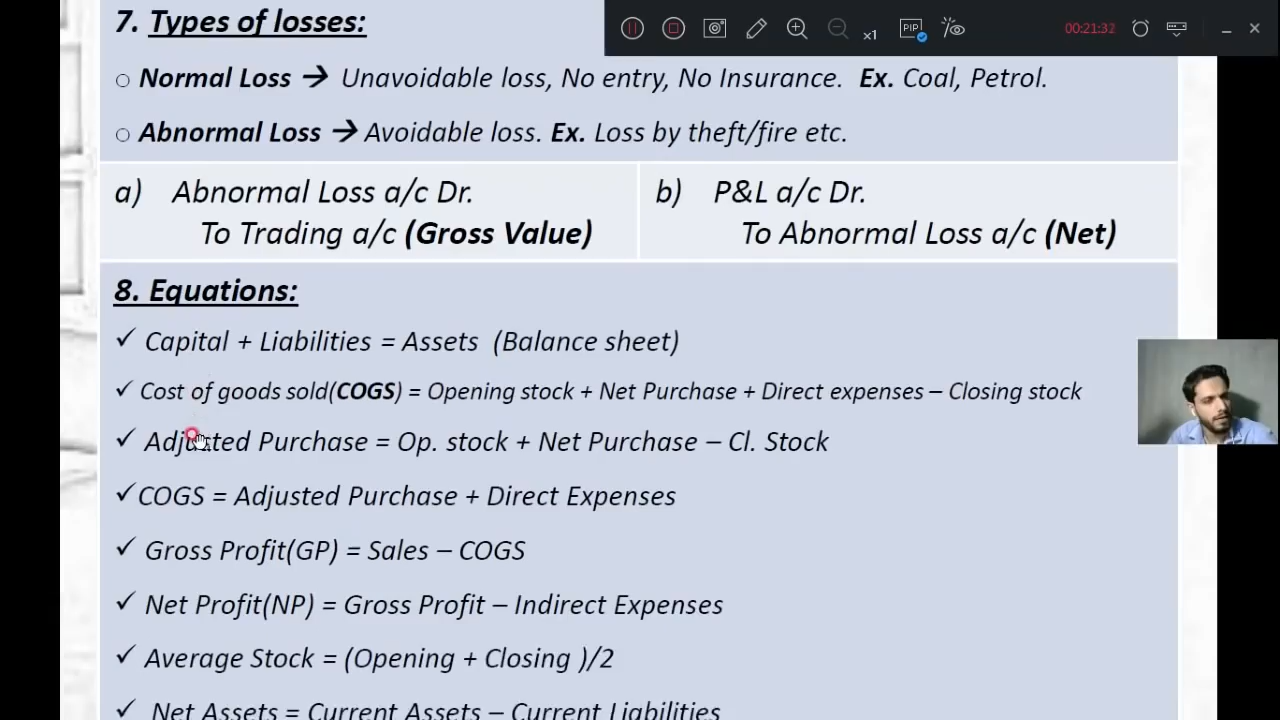 7. Types of losses:
x1
PIP
00:21:32
○ Normal Loss → Unavoidable loss, No entry, No Insurance. Ex. Coal, Petrol.
○ Abnormal Loss → Avoidable loss. Ex. Loss by theft/fire etc.
a) Abnormal Loss a/c Dr.
To Trading a/c (Gross Value)
b) P&L a/c Dr.
To Abnormal Loss a/c (Net)
8. Equations:
✓ Capital + Liabilities = Assets (Balance sheet)
✓ Cost of goods sold(COGS) = Opening stock + Net Purchase + Direct expenses – Closing stock
✓ Adjusted Purchase = Op. stock + Net Purchase – Cl. Stock
✓ COGS = Adjusted Purchase + Direct Expenses
✓ Gross Profit(GP) = Sales – COGS
✓ Net Profit(NP) = Gross Profit – Indirect Expenses
✓ Average Stock = (Opening + Closing )/2
✓ Net Assets = Current Assets – Current Liabilities